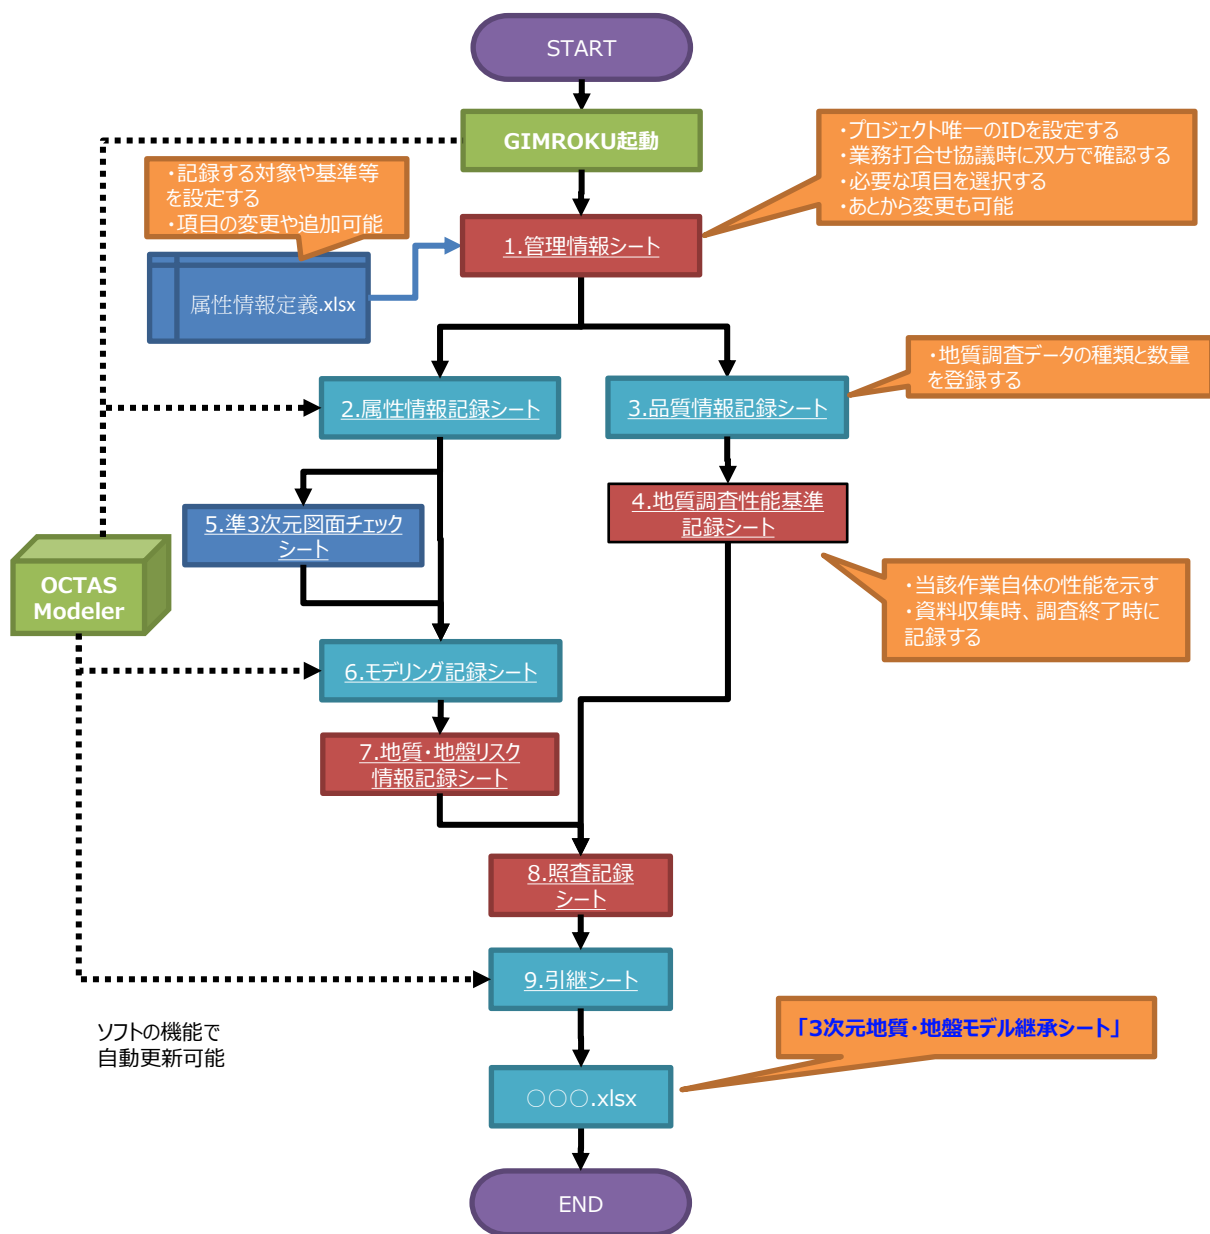 START
GIMROKU起動
・プロジェクト唯一のIDを設定する
・業務打合せ協議時に双方で確認する
・必要な項目を選択する
・あとから変更も可能
・記録する対象や基準等
を設定する
・項目の変更や追加可能
1.管理情報シート
属性情報定義.xlsx
・地質調査データの種類と数量
を登録する
2.属性情報記録シート
3.品質情報記録シート
4.地質調査性能基準
記録シート
5.準3次元図面チェック
シート
OCTAS
Modeler
・当該作業自体の性能を示す
・資料収集時、調査終了時に
記録する
6.モデリング記録シート
7.地質・地盤リスク
情報記録シート
8.照査記録
シート
9.引継シート
ソフトの機能で
自動更新可能
「3次元地質・地盤モデル継承シート」
○○○.xlsx
END